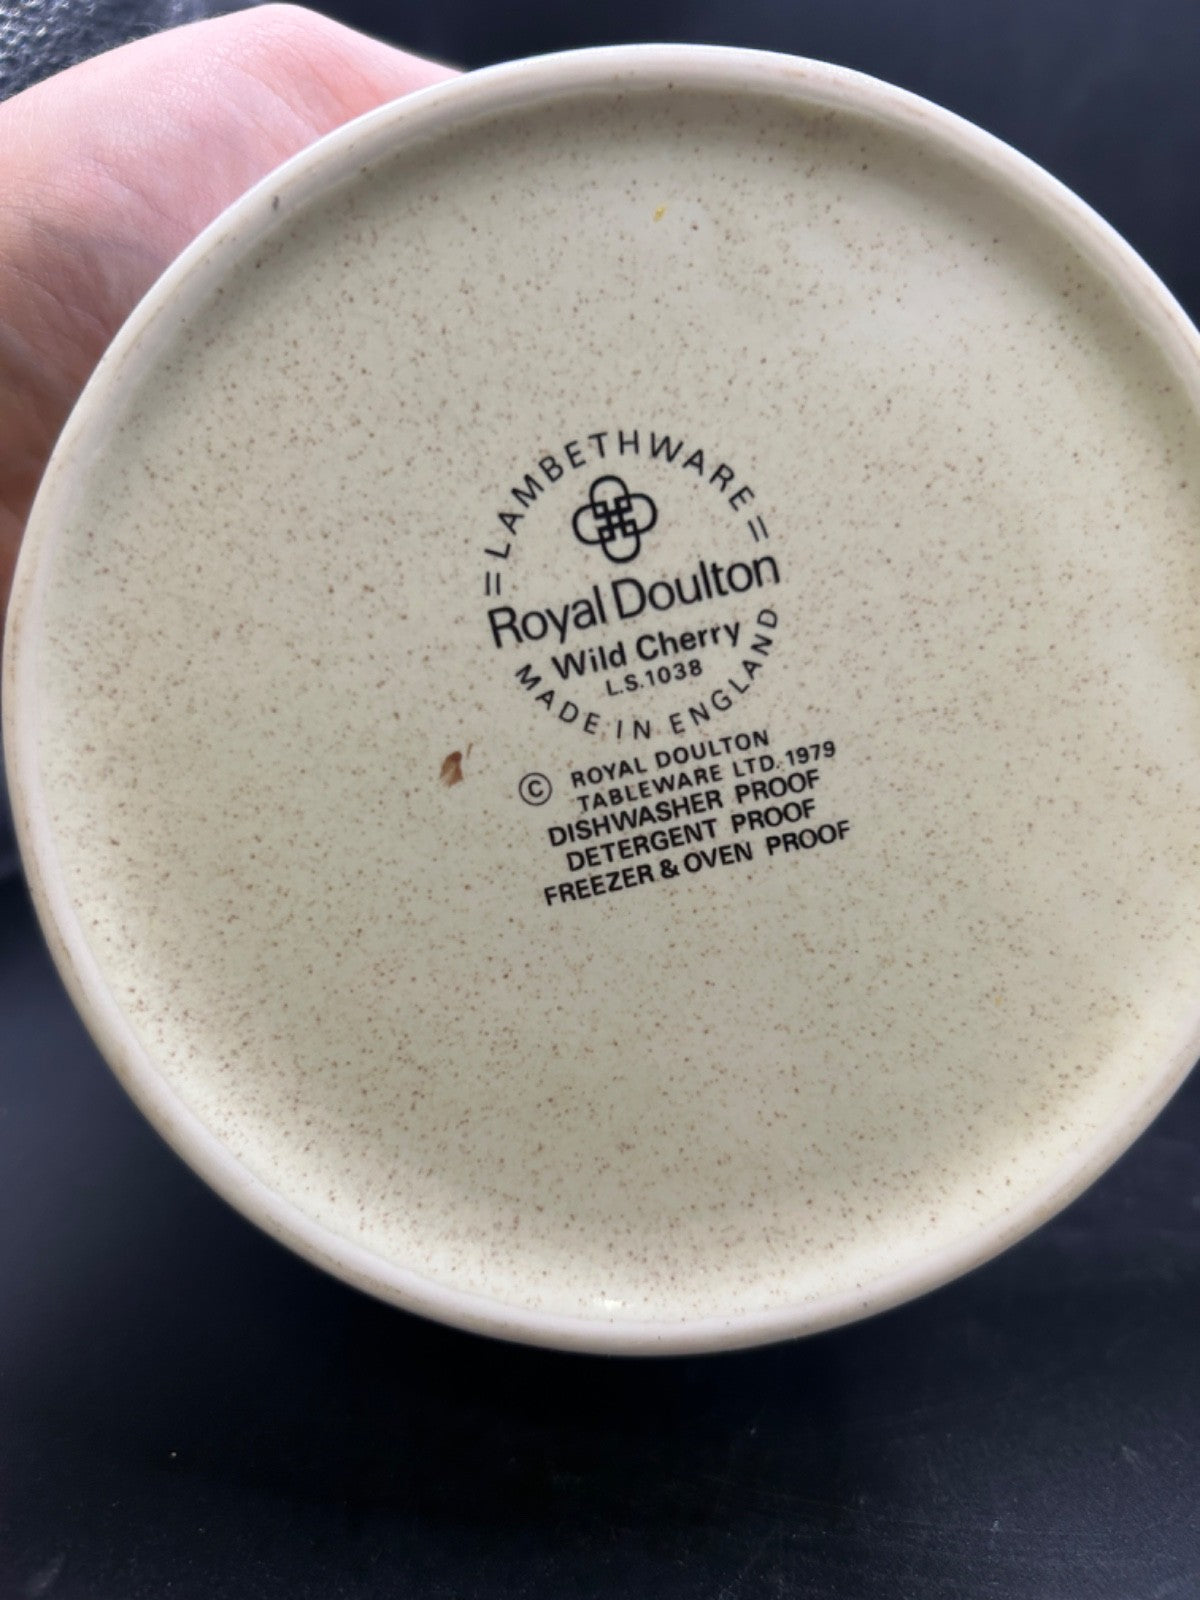 =LAMBETHWARE=
Royal Doulton
Wild Cherry
L.S.1038
MADE IN ENGLAND
© ROYAL DOULTON
TABLEWARE LTD. 1979
DISHWASHER PROOF
DETERGENT PROOF
FREEZER & OVEN PROOF